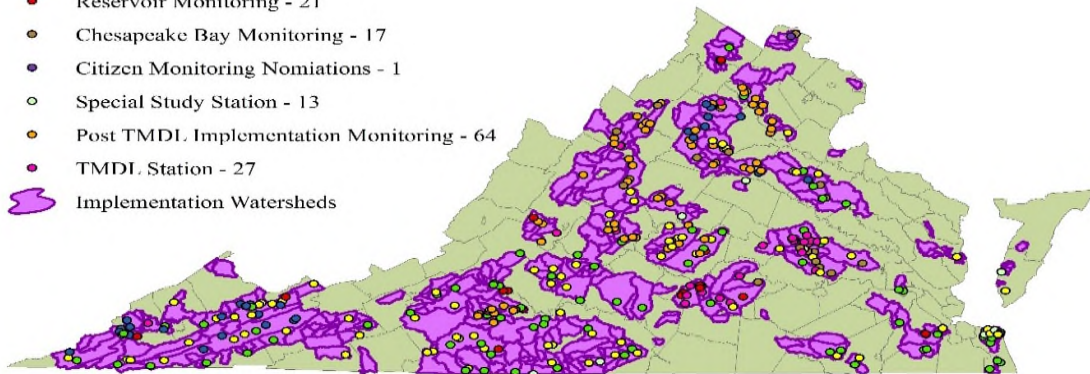 Reservoir Monitoring - 21
Chesapeake Bay Monitoring - 17
Citizen Monitoring Nomiations - 1
Special Study Station - 13
Post TMDL Implementation Monitoring - 64
TMDL Station - 27
Implementation Watersheds